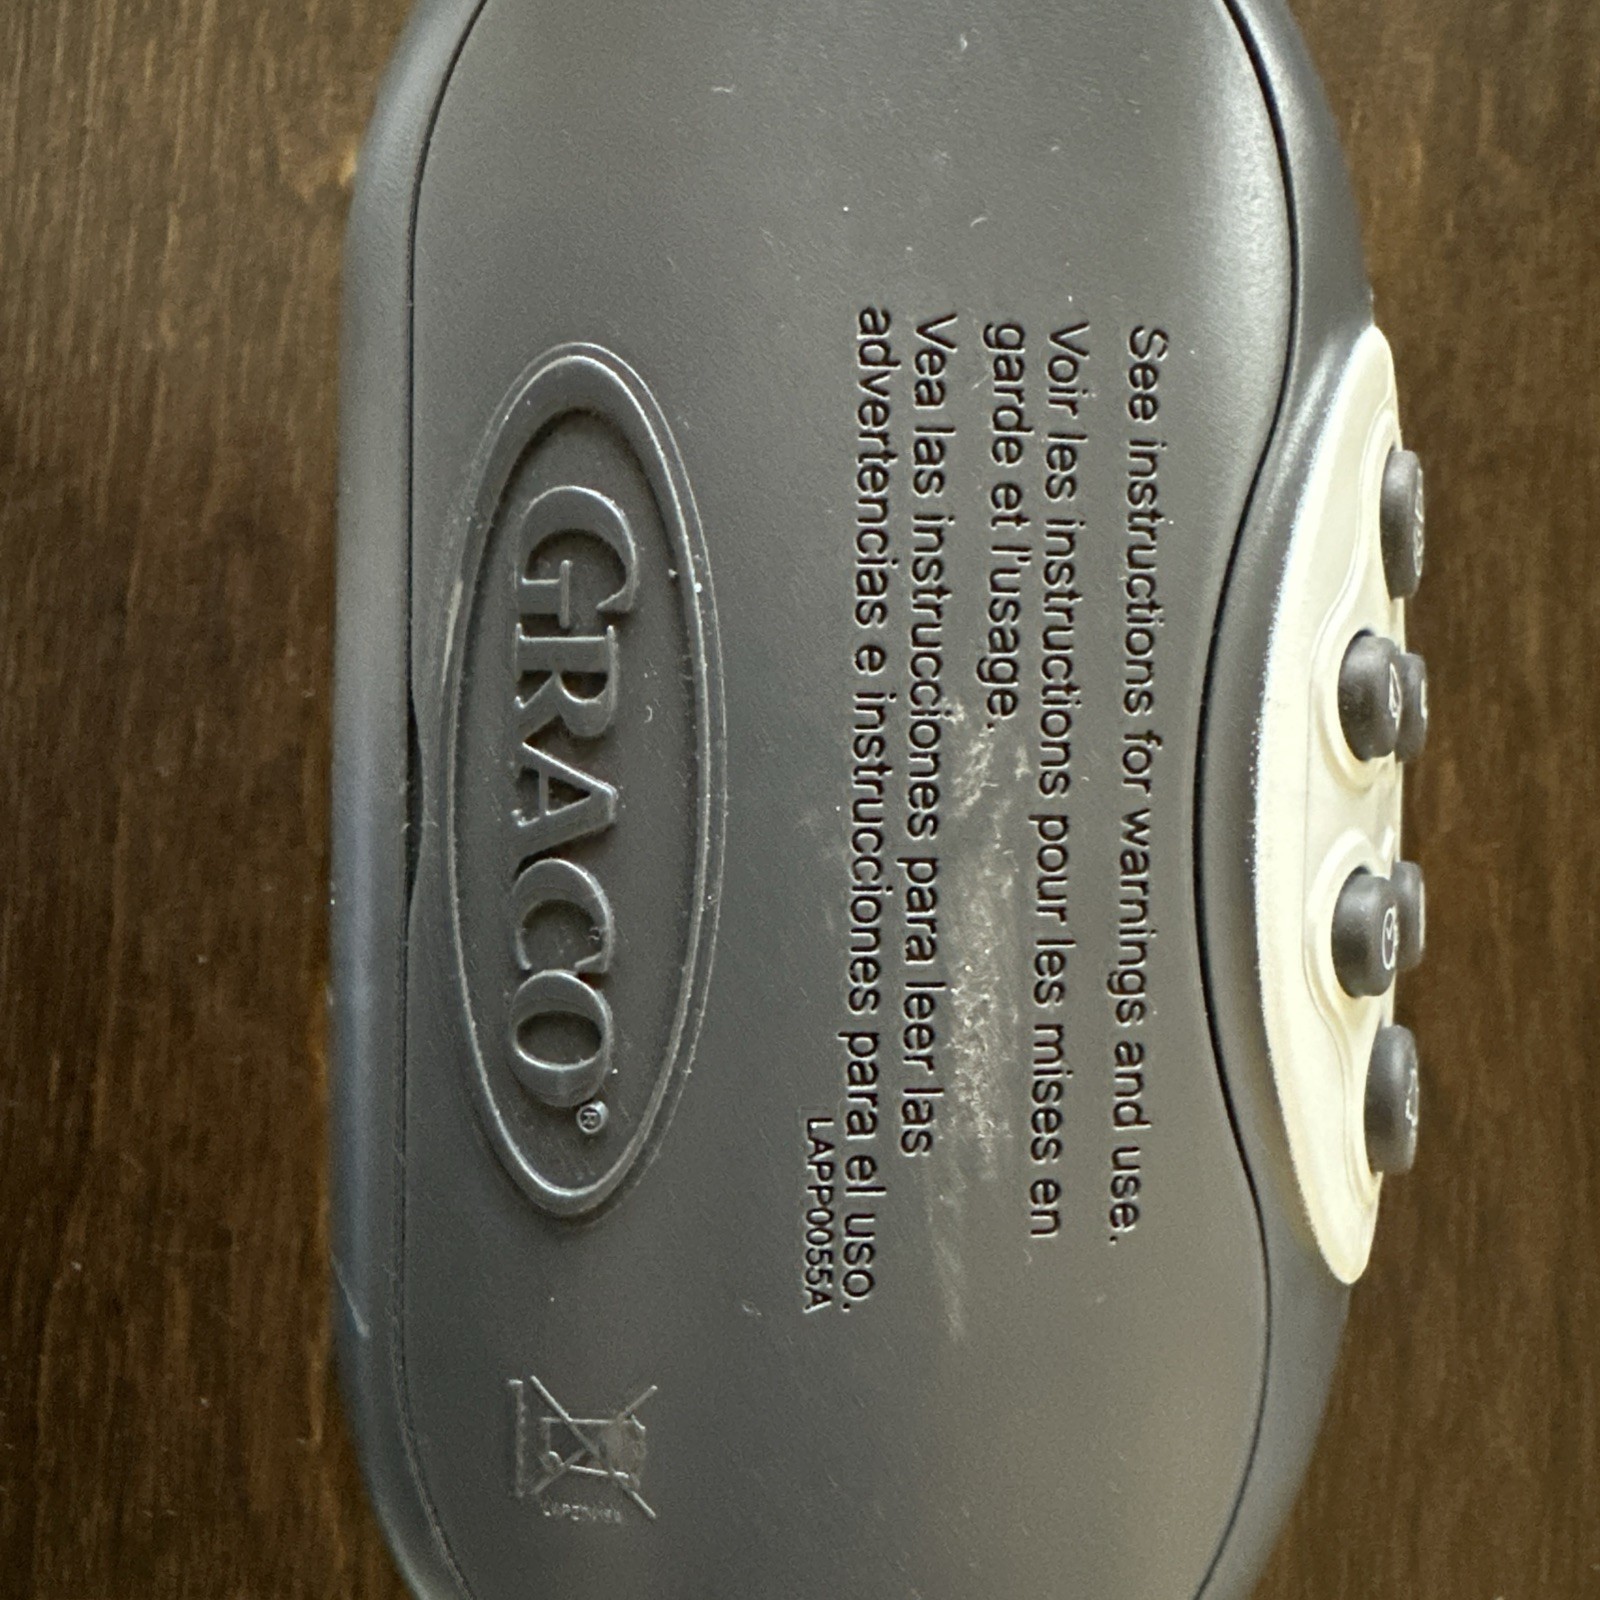 See instructions for warnings and use.
Voir les instructions pour les mises en
garde et l'usage.
Vea las instrucciones para leer las
advertencias e instrucciones para el uso.
LAPP0055A
GRACO®